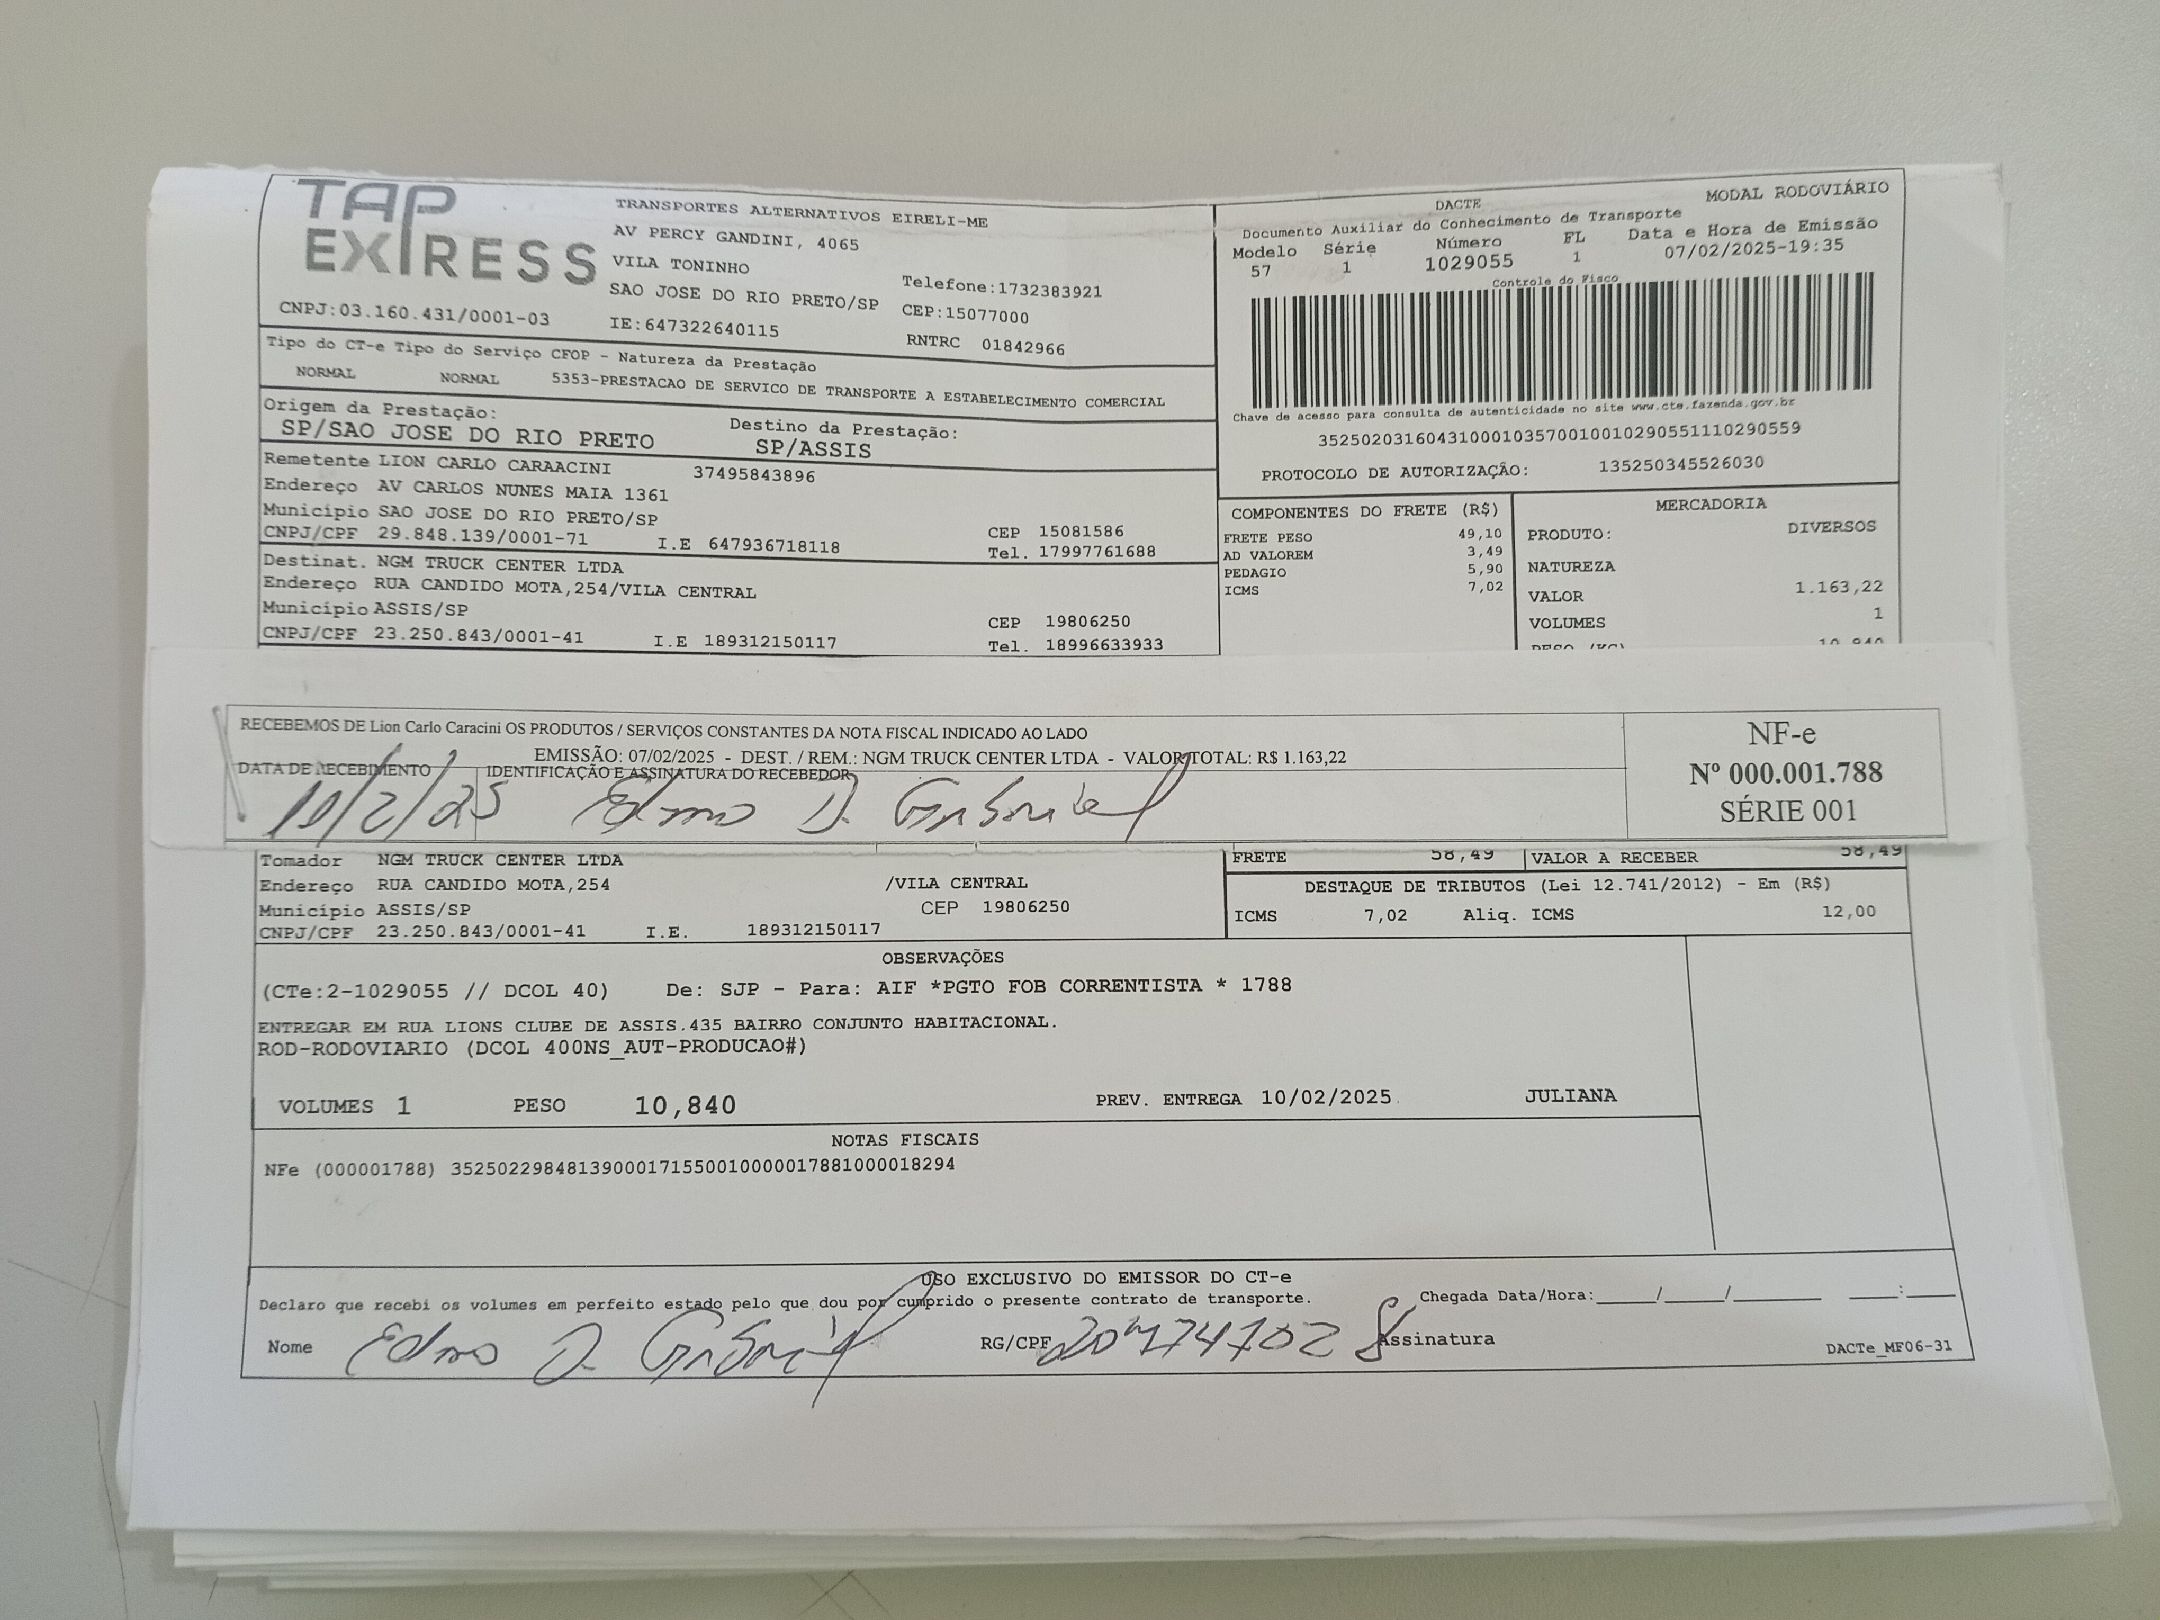 TAP EXPRESS
TRANSPORTES ALTERNATIVOS EIRELI-ME
AV PERCY GANDINI, 4065
VILA TONINHO
SAO JOSE DO RIO PRETO/SP
Telefone:1732383921
CEP:15077000
CNPJ:03.160.431/0001-03 IE:647322640115 RNTRC 01842966
Tipo do CT-e Tipo do Serviço CFOP - Natureza da Prestação
NORMAL NORMAL 5353-PRESTACAO DE SERVICO DE TRANSPORTE A ESTABELECIMENTO COMERCIAL
Origem da Prestação: Destino da Prestação:
SP/SAO JOSE DO RIO PRETO SP/ASSIS
Remetente LION CARLO CARAACINI 37495843896
Endereço AV CARLOS NUNES MAIA 1361
Município SAO JOSE DO RIO PRETO/SP CEP 15081586
CNPJ/CPF 29.848.139/0001-71 I.E 647936718118 Tel. 17997761688
Destinat. NGM TRUCK CENTER LTDA
Endereço RUA CANDIDO MOTA,254/VILA CENTRAL
Município ASSIS/SP CEP 19806250
CNPJ/CPF 23.250.843/0001-41 I.E 189312150117 Tel. 18996633933
DACTE MODAL RODOVIÁRIO
Documento Auxiliar do Conhecimento de Transporte
Modelo Série Número FL Data e Hora de Emissão
57 1 1029055 1 07/02/2025-19:35
Controle do Fisco
Chave de acesso para consulta de autenticidade no site www.cte.fazenda.gov.br
35250203160431000103570010010290551110290559
PROTOCOLO DE AUTORIZAÇÃO: 135250345526030
COMPONENTES DO FRETE (R$)
FRETE PESO 49,10
AD VALOREM 3,49
PEDAGIO 5,90
ICMS 7,02
MERCADORIA
PRODUTO: DIVERSOS
NATUREZA
VALOR 1.163,22
VOLUMES 1
PESO (KG) 10,840
RECEBEMOS DE Lion Carlo Caracini OS PRODUTOS / SERVIÇOS CONSTANTES DA NOTA FISCAL INDICADO AO LADO
EMISSÃO: 07/02/2025 - DEST. / REM.: NGM TRUCK CENTER LTDA - VALOR TOTAL: R$ 1.163,22
DATA DE RECEBIMENTO IDENTIFICAÇÃO E ASSINATURA DO RECEBEDOR
/2/25 Edmo D. Gabriel
NF-e
Nº 000.001.788
SÉRIE 001
Tomador NGM TRUCK CENTER LTDA
Endereço RUA CANDIDO MOTA,254 /VILA CENTRAL
Município ASSIS/SP CEP 19806250
CNPJ/CPF 23.250.843/0001-41 I.E. 189312150117
FRETE 58,49 VALOR A RECEBER 58,49
DESTAQUE DE TRIBUTOS (Lei 12.741/2012) - Em (R$)
ICMS 7,02 Aliq. ICMS 12,00
OBSERVAÇÕES
(CTe:2-1029055 // DCOL 40) De: SJP - Para: AIF *PGTO FOB CORRENTISTA * 1788
ENTREGAR EM RUA LIONS CLUBE DE ASSIS.435 BAIRRO CONJUNTO HABITACIONAL.
ROD-RODOVIARIO (DCOL 400NS_AUT-PRODUCAO#)
VOLUMES 1 PESO 10,840 PREV. ENTREGA 10/02/2025. JULIANA
NOTAS FISCAIS
NFe (000001788) 35250229848139000171550010000017881000018294
USO EXCLUSIVO DO EMISSOR DO CT-e
Declaro que recebi os volumes em perfeito estado pelo que dou por cumprido o presente contrato de transporte. Chegada Data/Hora:_____/_____/_______ ____:____
Nome Edmo D. Gabriel RG/CPF Assinatura
DACTe_MF06-31